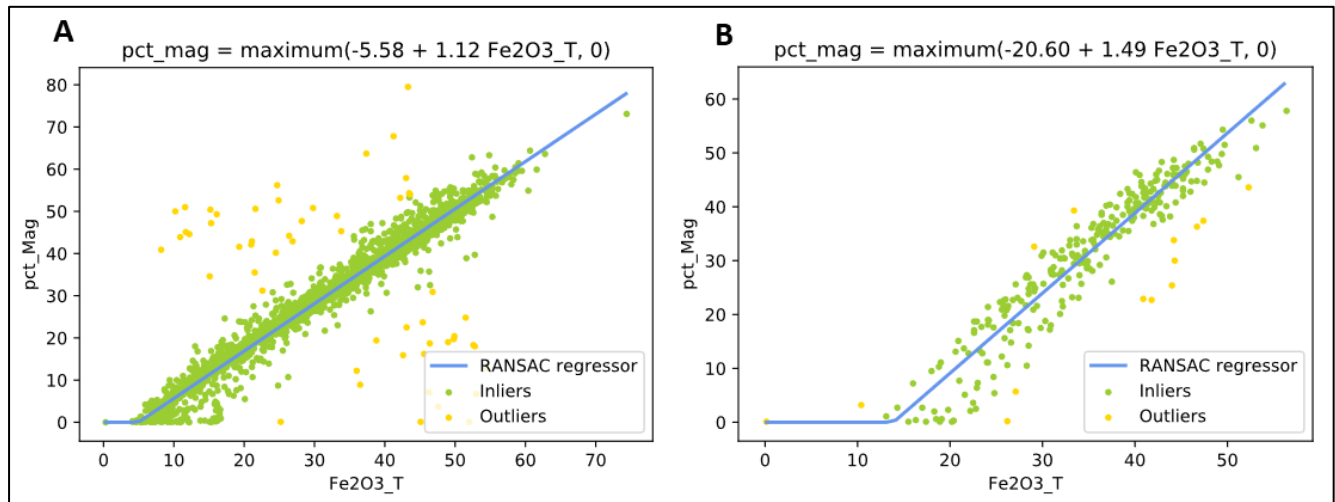 A
pct_mag = maximum(-5.58 + 1.12 Fe2O3_T, 0)
80
70
60
50
40
30
20
10
0
pct_Mag
0 10 20 30 40 50 60 70
Fe2O3_T
RANSAC regressor
Inliers
Outliers
B
pct_mag = maximum(-20.60 + 1.49 Fe2O3_T, 0)
60
50
40
30
20
10
0
pct_Mag
0 10 20 30 40 50
Fe2O3_T
RANSAC regressor
Inliers
Outliers